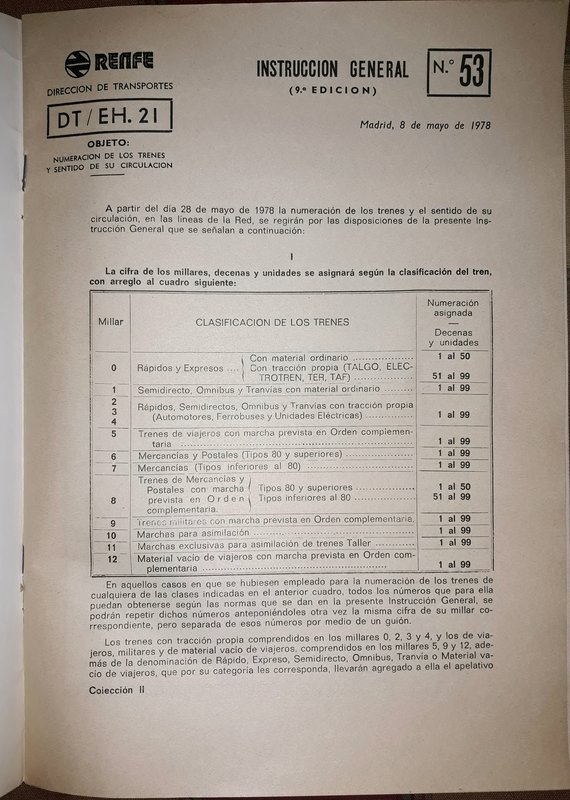 RENFE
DIRECCION DE TRANSPORTES
DT/EH. 21
OBJETO:
NUMERACION DE LOS TRENES
Y SENTIDO DE SU CIRCULACION
INSTRUCCION GENERAL
(9.ª EDICION)
N.º 53
Madrid, 8 de mayo de 1978
A partir del día 28 de mayo de 1978 la numeración de los trenes y el sentido de su
circulación, en las líneas de la Red, se regirán por las disposiciones de la presente Ins-
trucción General que se señalan a continuación:
I
La cifra de los millares, decenas y unidades se asignará según la clasificación del tren,
con arreglo al cuadro siguiente:
Millar
CLASIFICACION DE LOS TRENES
Numeración
asignada
—
Decenas
y unidades
0
Rápidos y Expresos ....
Con material ordinario .................. 1 al 50
Con tracción propia (TALGO, ELEC-
TROTREN, TER, TAF) .................. 51 al 99
1 Semidirecto, Omnibus y Tranvías con material ordinario ......... 1 al 99
2
3
4
Rápidos, Semidirectos, Omnibus y Tranvías con tracción propia
(Automotores, Ferrobuses y Unidades Eléctricas) ............... 1 al 99
5 Trenes de viajeros con marcha prevista en Orden complemen-
taria .................................................. 1 al 99
6 Mercancías y Postales (Tipos 80 y superiores) .................. 1 al 99
7 Mercancías (Tipos inferiores al 80) .................. 1 al 99
8
Trenes de Mercancías y
Postales con marcha
prevista en Orden
complementaria.
Tipos 80 y superiores .................. 1 al 50
Tipos inferiores al 80 .................. 51 al 99
9 Trenes militares con marcha prevista en Orden complementaria. 1 al 99
10 Marchas para asimilación .................. 1 al 99
11 Marchas exclusivas para asimilación de trenes Taller ............ 1 al 99
12 Material vacío de viajeros con marcha prevista en Orden com-
plementaria .................................................. 1 al 99
En aquellos casos en que se hubiesen empleado para la numeración de los trenes de
cualquiera de las clases indicadas en el anterior cuadro, todos los números que para ella
puedan obtenerse según las normas que se dan en la presente Instrucción General, se
podrán repetir dichos números anteponiéndoles otra vez la misma cifra de su millar co-
rrespondiente, pero separada de esos números por medio de un guión.
Los trenes con tracción propia comprendidos en los millares 0, 2, 3 y 4, y los de via-
jeros, militares y de material vacío de viajeros, comprendidos en los millares 5, 9 y 12, ade-
más de la denominación de Rápido, Expreso, Semidirecto, Omnibus, Tranvía o Material va-
cío de viajeros, que por su categoría les corresponda, llevarán agregado a ella el apelativo
Colección II